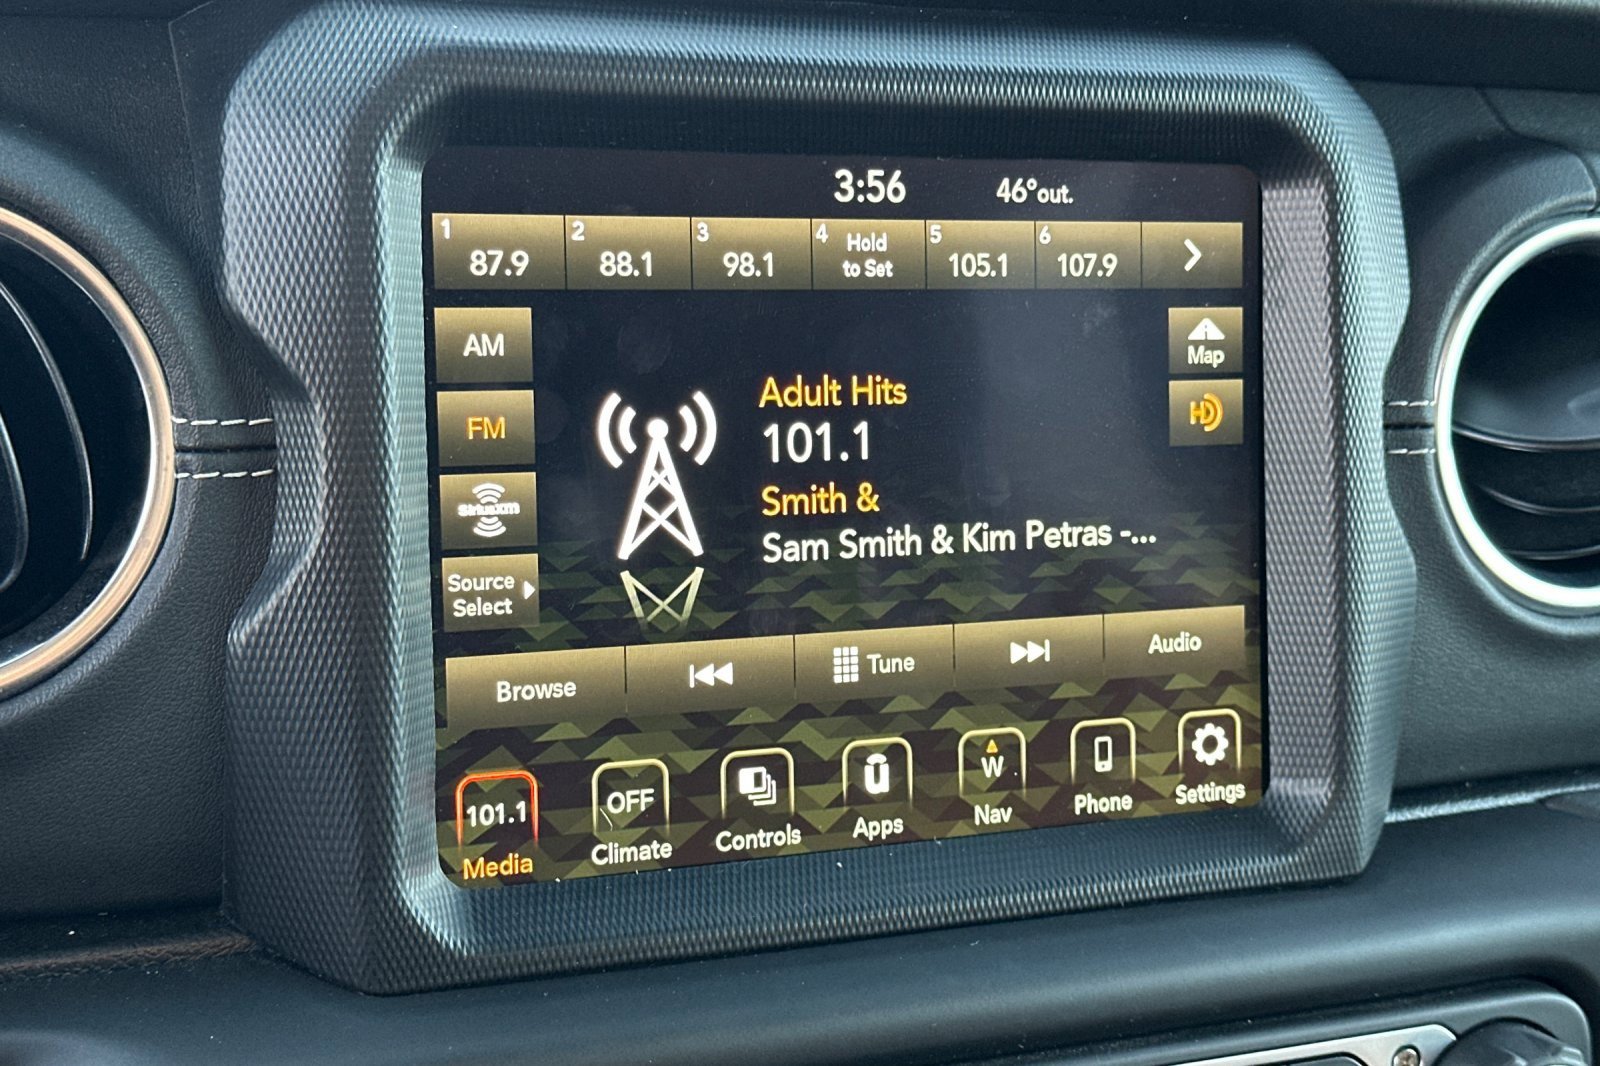 3:56 46°out.
1 87.9 2 88.1 3 98.1 4 Hold to Set 5 105.1 6 107.9
AM
Map
Adult Hits
HD
FM
101.1
Smith &
siriusxm
Sam Smith & Kim Petras -...
Source
Select
Browse Tune Audio
101.1 OFF W
Media Climate Controls Apps Nav Phone Settings